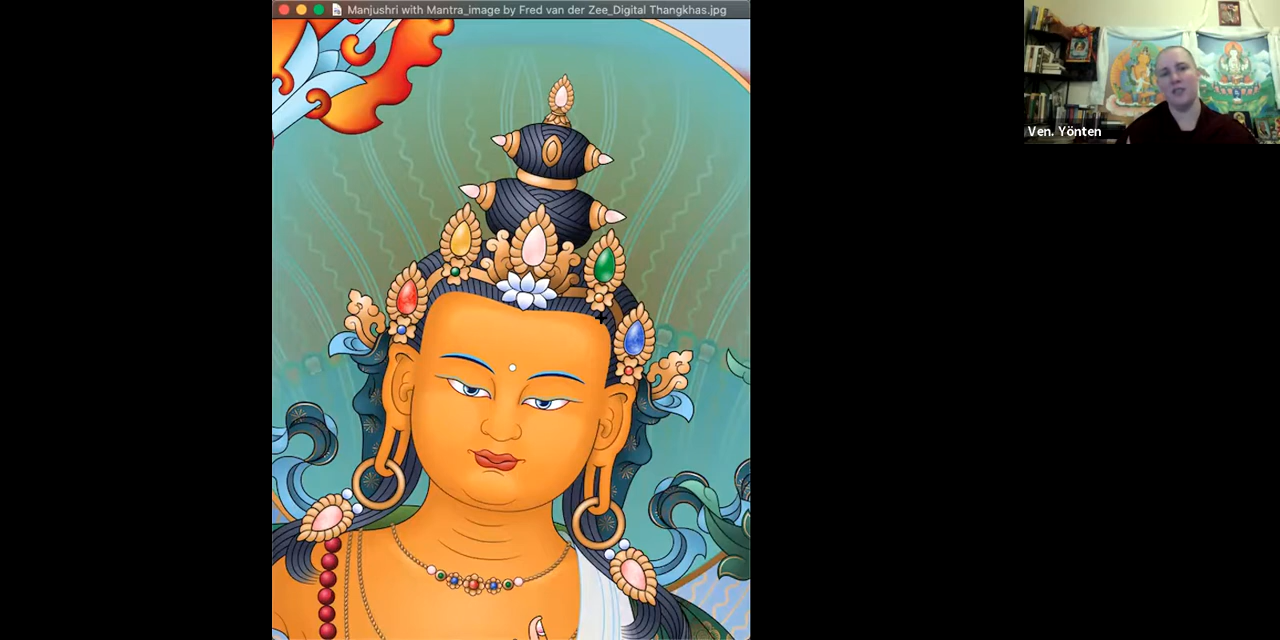 Manjushri with Mantra_image by Fred van der Zee_Digital Thangkhas.jpg
Ven. Yönten